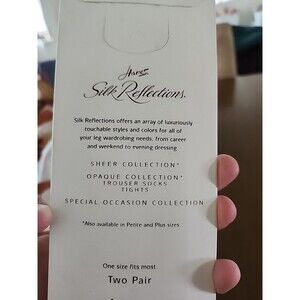 Hanes
Silk Reflections.
Silk Reflections offers an array of luxuriously
touchable styles and colors for all of
your leg wardrobing needs, from career
and weekend to evening dressing.
SHEER COLLECTION*
OPAQUE COLLECTION*
TROUSER SOCKS
TIGHTS
SPECIAL OCCASION COLLECTION
*Also available in Petite and Plus sizes.
One size fits most.
Two Pair